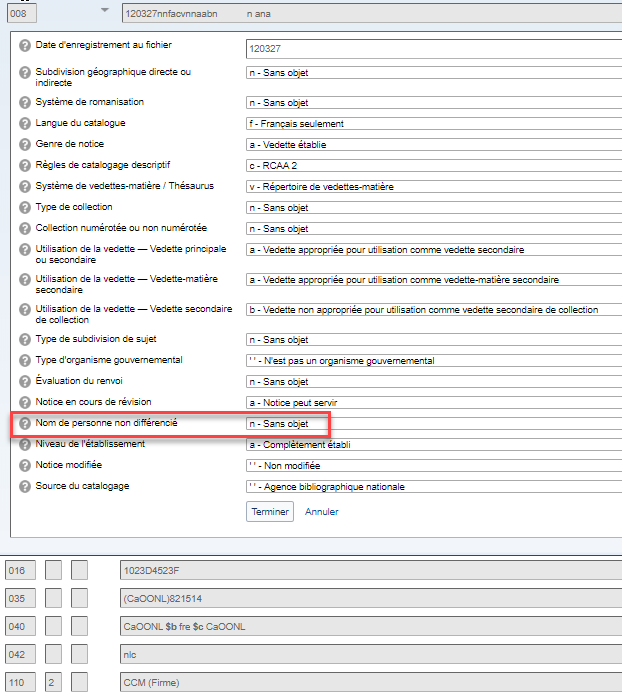 008 120327nnfacvnnaabn n ana
Date d'enregistrement au fichier 120327
Subdivision géographique directe ou
indirecte n - Sans objet
Système de romanisation n - Sans objet
Langue du catalogue f - Français seulement
Genre de notice a - Vedette établie
Règles de catalogage descriptif c - RCAA 2
Système de vedettes-matière / Thésaurus v - Répertoire de vedettes-matière
Type de collection n - Sans objet
Collection numérotée ou non numérotée n - Sans objet
Utilisation de la vedette — Vedette principale
ou secondaire a - Vedette appropriée pour utilisation comme vedette secondaire
Utilisation de la vedette — Vedette-matière
secondaire a - Vedette appropriée pour utilisation comme vedette-matière secondaire
Utilisation de la vedette — Vedette secondaire
de collection b - Vedette non appropriée pour utilisation comme vedette secondaire de collection
Type de subdivision de sujet n - Sans objet
Type d'organisme gouvernemental ' ' - N'est pas un organisme gouvernemental
Évaluation du renvoi n - Sans objet
Notice en cours de révision a - Notice peut servir
Nom de personne non différencié n - Sans objet
Niveau de l'établissement a - Complètement établi
Notice modifiée ' ' - Non modifiée
Source du catalogage ' ' - Agence bibliographique nationale
Terminer Annuler
016 1023D4523F
035 (CaOONL)821514
040 CaOONL $b fre $c CaOONL
042 nlc
110 2 CCM (Firme)